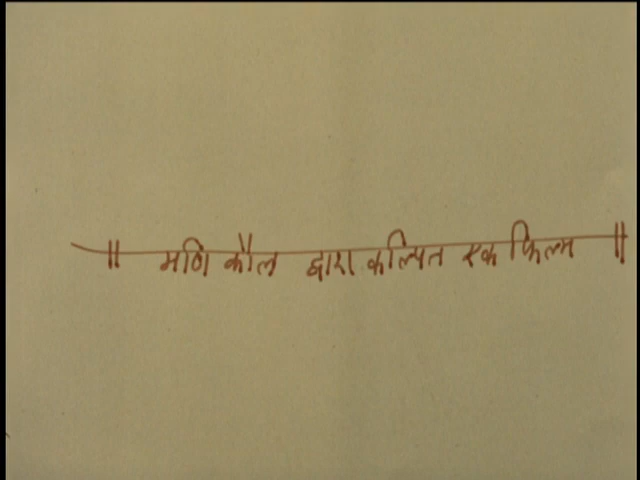 ॥ मणि कौल द्वारा कल्पित एक फिल्म ॥